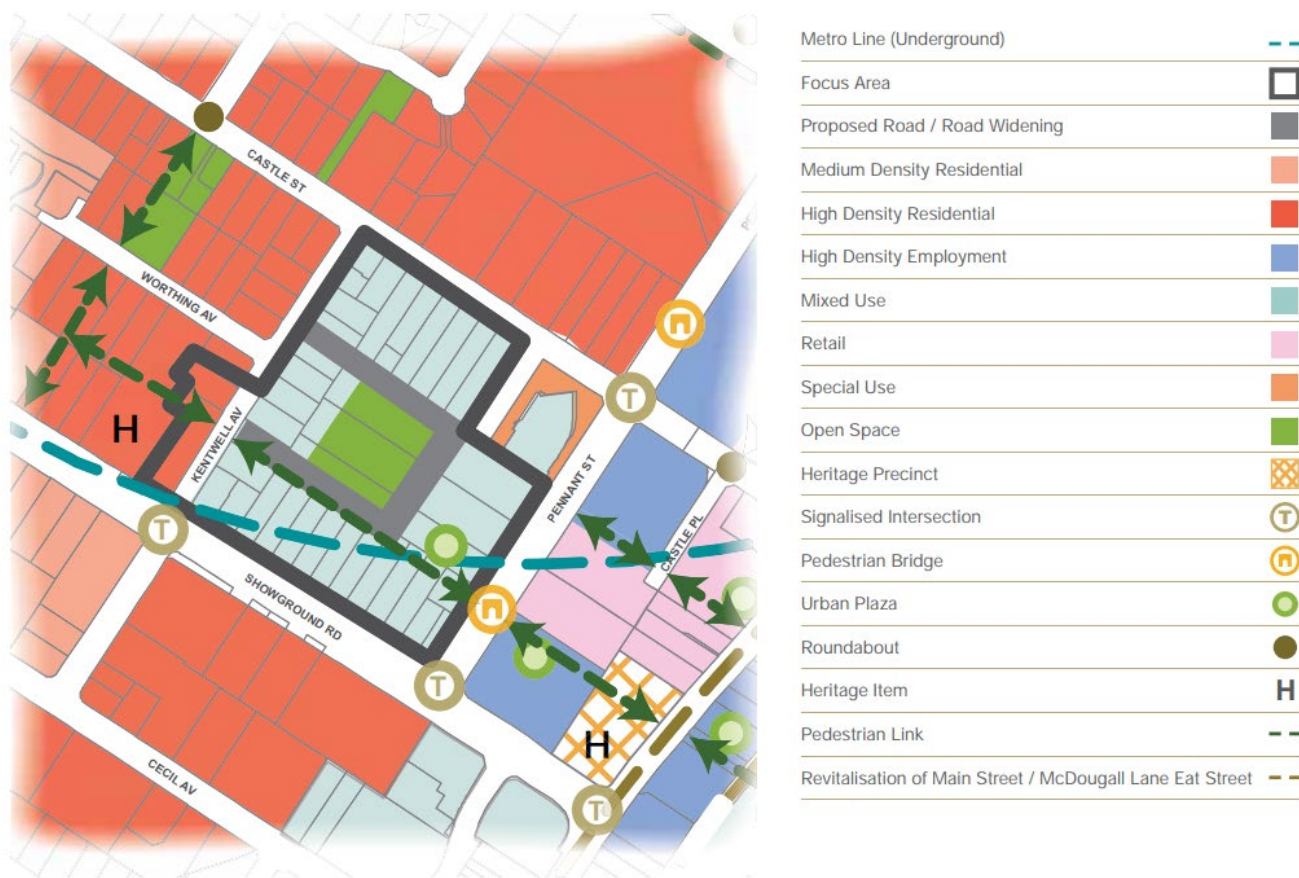 CASTLE ST
WORTHING AV
KENTWELL AV
H
T
PENNANT ST
CASTLE PL
T
SHOWGROUND RD
T
H
CECIL AV
T
Metro Line (Underground)
Focus Area
Proposed Road / Road Widening
Medium Density Residential
High Density Residential
High Density Employment
Mixed Use
Retail
Special Use
Open Space
Heritage Precinct
Signalised Intersection
T
Pedestrian Bridge
Urban Plaza
Roundabout
Heritage Item
H
Pedestrian Link
Revitalisation of Main Street / McDougall Lane Eat Street